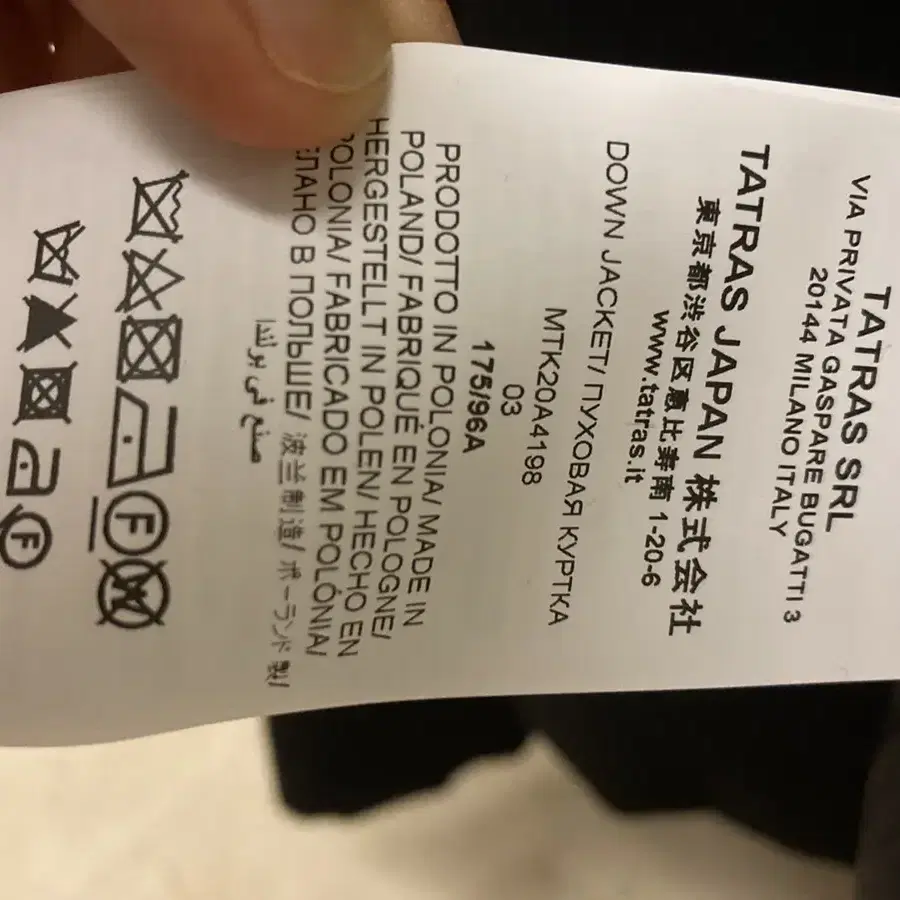 TATRAS SRL
VIA PRIVATA GASPARE BUGATTI 3
20144 MILANO ITALY
TATRAS JAPAN 株式会社
東京都渋谷区恵比寿南 1-20-6
www.tatras.it
DOWN JACKET/ ПУХОВАЯ КУРТКА
MTK20A4198
03
175/96A
PRODOTTO IN POLONIA/ MADE IN
POLAND/ FABRIQUÉ EN POLOGNE/
HERGESTELLT IN POLEN/ HECHO EN
POLONIA/ FABRICADO EM POLÓNIA/
ЕЛАНО В ПОЛЬШЕ/ 波兰制造/ ポーランド製/
صنع في بولندا
F
W
F